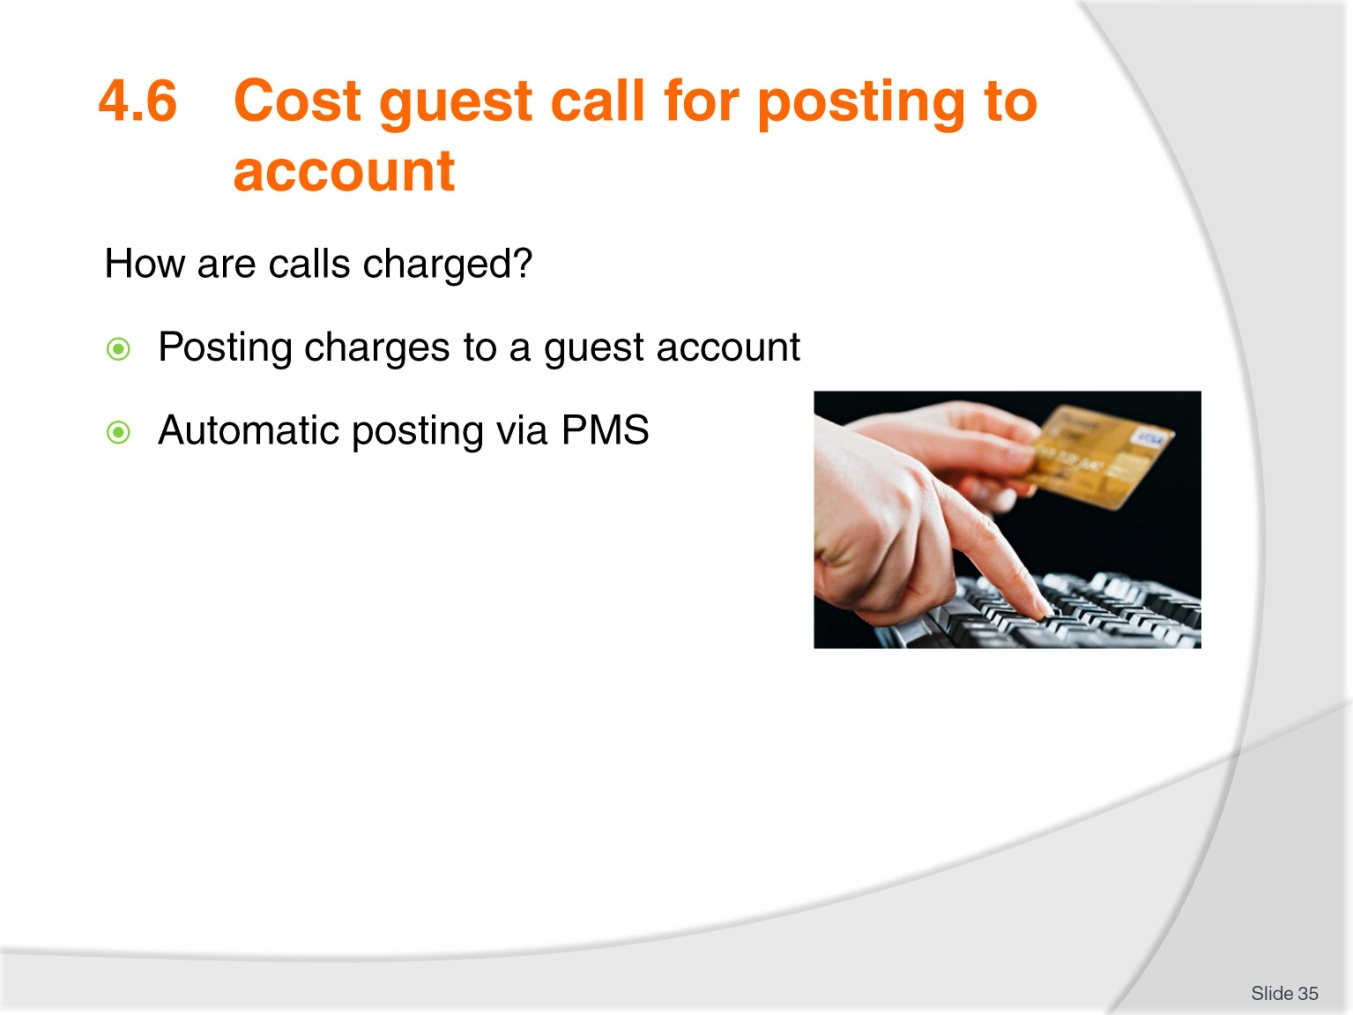 4.6 Cost guest call for posting to
account
How are calls charged?
Posting charges to a guest account
Automatic posting via PMS
VISA
Slide 35